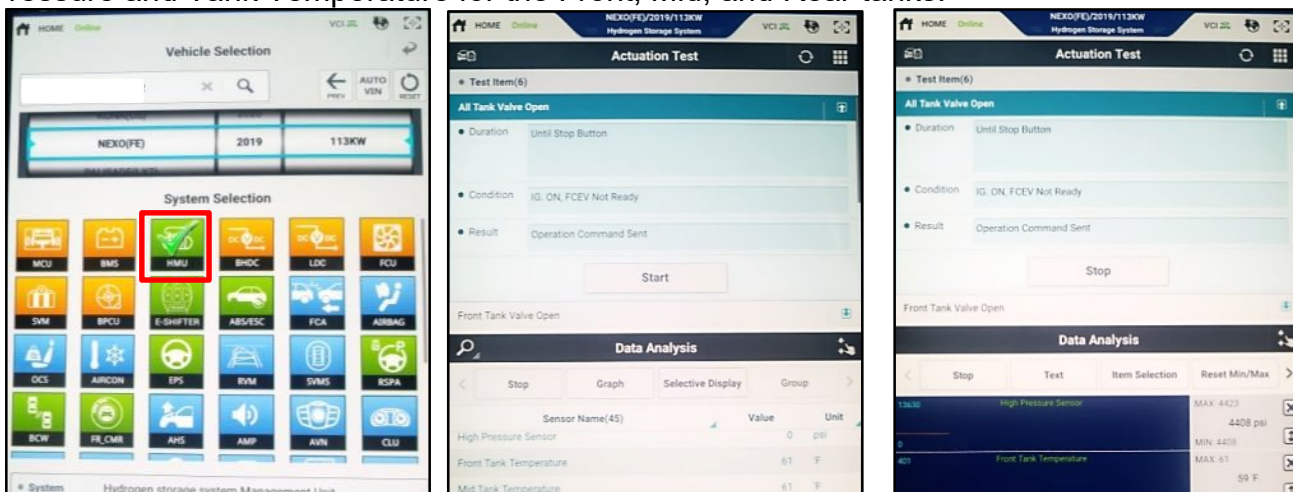 Pressure and Tank Temperature for the Front, Mid, and Rear tanks.
HOME Online VCI
Vehicle Selection
PREV AUTO VIN RESET
NEXO(FE) 2019 113KW
System Selection
MCU BMS HMU BHDC LDC FCU
SVM BPCU E-SHIFTER ABS/ESC FCA AIRBAG
OCS AIRCON EPS RVM SVMS RSPA
BCW FR_CMR AHS AMP AVN CLU
System Hydrogen storage system Management Unit
HOME Online NEXO(FE)/2019/113KW VCI
Hydrogen Storage System
Actuation Test
Test Item(6)
All Tank Valve Open
Duration Until Stop Button
Condition IG. ON, FCEV Not Ready
Result Operation Command Sent
Start
Front Tank Valve Open
Data Analysis
Stop Graph Selective Display Group
Sensor Name(45) Value Unit
High Pressure Sensor 0 psi
Front Tank Temperature 61 °F
Mid Tank Temperature 61 °F
HOME Online NEXO(FE)/2019/113KW VCI
Hydrogen Storage System
Actuation Test
Test Item(6)
All Tank Valve Open
Duration Until Stop Button
Condition IG. ON, FCEV Not Ready
Result Operation Command Sent
Stop
Front Tank Valve Open
Data Analysis
Stop Text Item Selection Reset Min/Max
13630 High Pressure Sensor MAX: 4423
4408 psi
0 MIN: 4408
401 Front Tank Temperature MAX: 61
59 °F